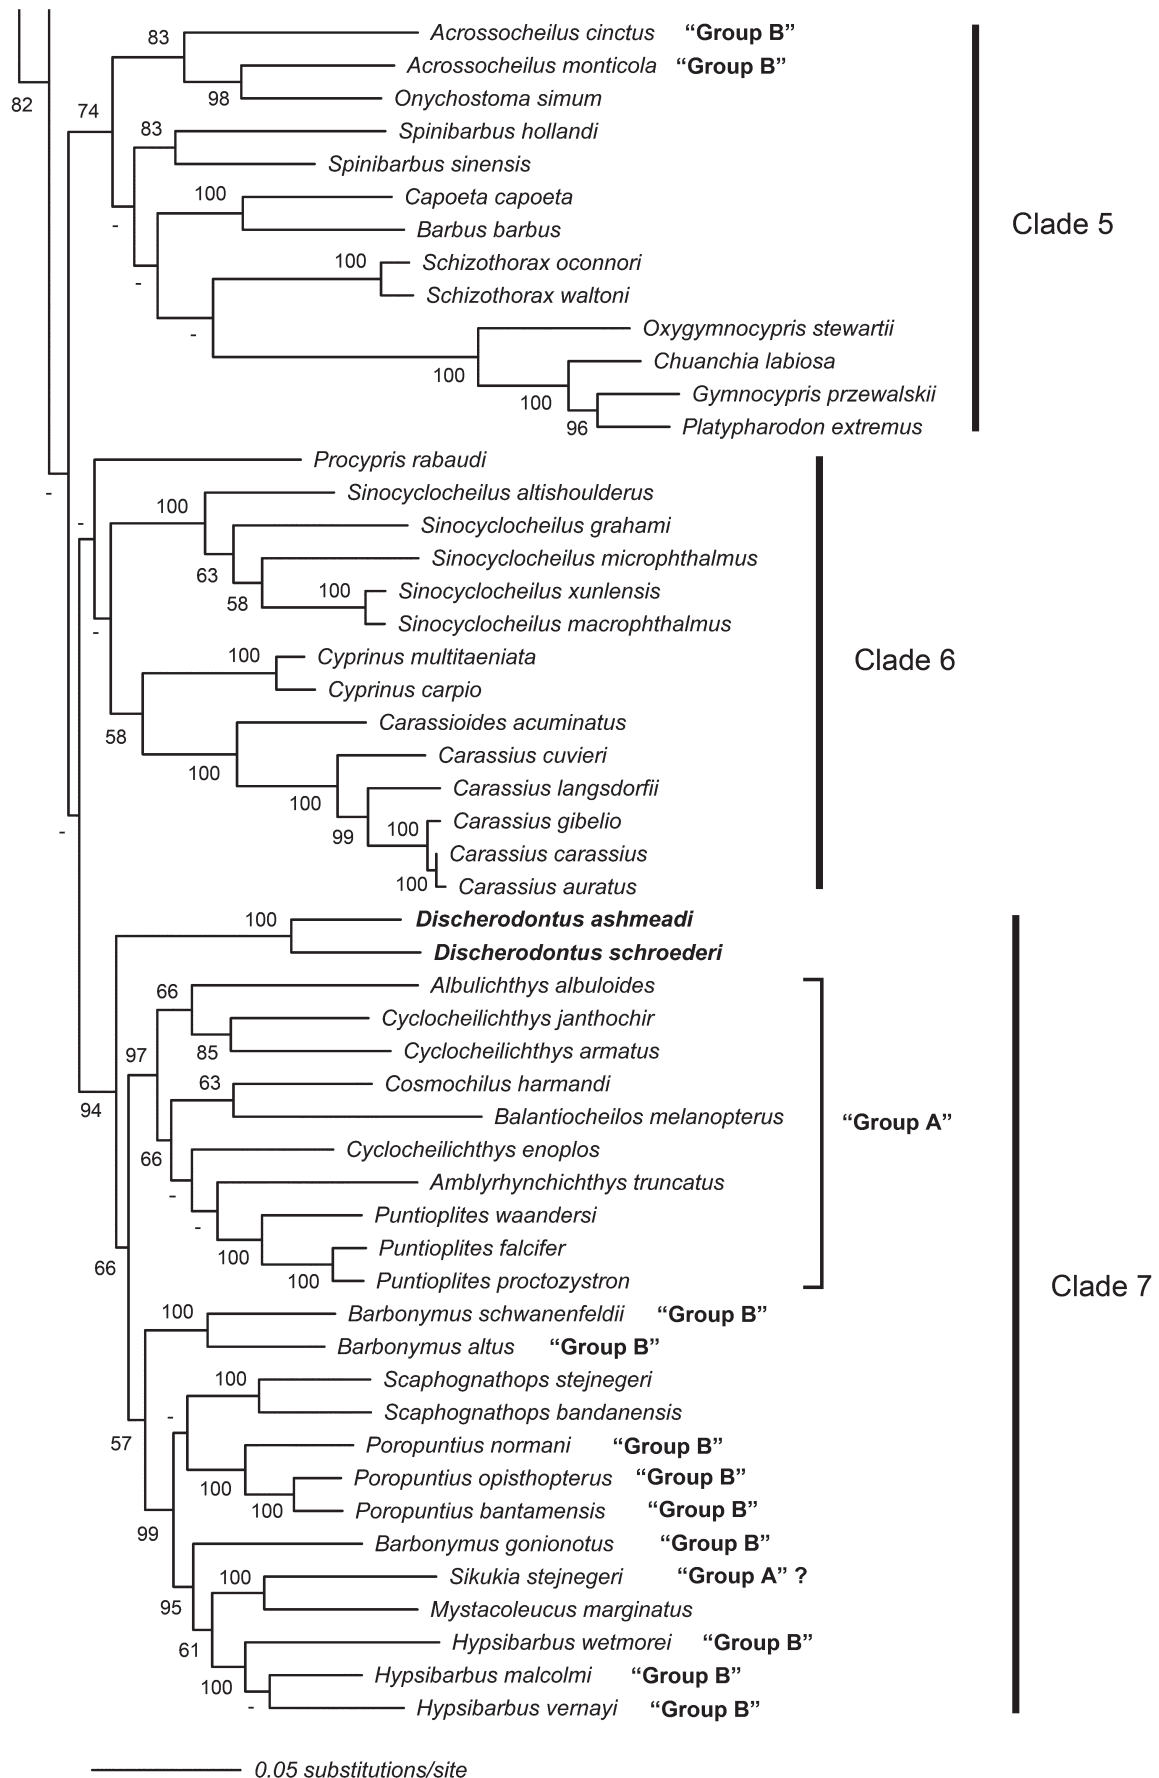 Acrossocheilus cinctus “Group B”
83
Acrossocheilus monticola “Group B”
82
98
Onychostoma simum
74
83
Spinibarbus hollandi
Spinibarbus sinensis
100
Capoeta capoeta
-
Barbus barbus
Clade 5
100
Schizothorax oconnori
-
Schizothorax waltoni
-
Oxygymnocypris stewartii
Chuanchia labiosa
100
Gymnocypris przewalskii
100
96
Platypharodon extremus
Procypris rabaudi
-
Sinocyclocheilus altishoulderus
100
-
Sinocyclocheilus grahami
Sinocyclocheilus microphthalmus
63
100
Sinocyclocheilus xunlensis
58
Sinocyclocheilus macrophthalmus
-
100
Cyprinus multitaeniata
Clade 6
Cyprinus carpio
Carassioides acuminatus
58
Carassius cuvieri
100
Carassius langsdorfii
100
Carassius gibelio
100
99
-
Carassius carassius
100
Carassius auratus
100
Discherodontus ashmeadi
Discherodontus schroederi
66
Albulichthys albuloides
Cyclocheilichthys janthochir
97
85
Cyclocheilichthys armatus
63
Cosmochilus harmandi
94
Balantiocheilos melanopterus
“Group A”
Cyclocheilichthys enoplos
66
Amblyrhynchichthys truncatus
-
Puntioplites waandersi
-
Puntioplites falcifer
100
66
100
Puntioplites proctozystron
Clade 7
100
Barbonymus schwanenfeldii “Group B”
Barbonymus altus “Group B”
100
Scaphognathops stejnegeri
Scaphognathops bandanensis
-
57
Poropuntius normani “Group B”
Poropuntius opisthopterus “Group B”
100
100
Poropuntius bantamensis “Group B”
99
Barbonymus gonionotus “Group B”
100
Sikukia stejnegeri “Group A” ?
95
Mystacoleucus marginatus
61
Hypsibarbus wetmorei “Group B”
100
Hypsibarbus malcolmi “Group B”
-
Hypsibarbus vernayi “Group B”
0.05 substitutions/site